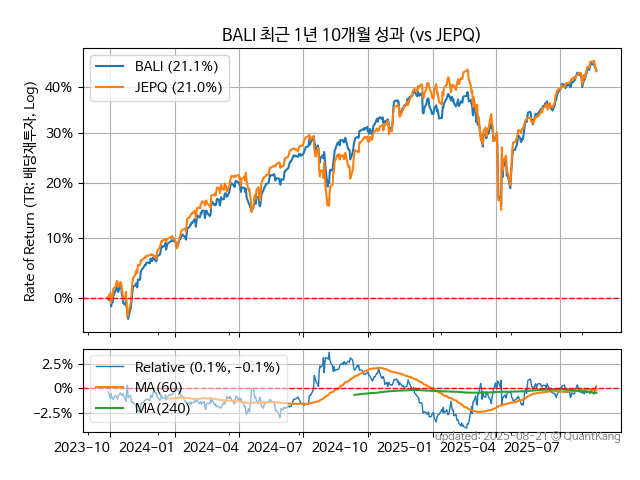 BALI 최근 1년 10개월 성과 (vs JEPQ)
Rate of Return (TR: 배당재투자, Log)
BALI (21.1%)
JEPQ (21.0%)
40%
30%
20%
10%
0%
2.5%
0%
−2.5%
Relative (0.1%, -0.1%)
MA(60)
MA(240)
2023-10 2024-01 2024-04 2024-07 2024-10 2025-01 2025-04 2025-07
updated: 2025-08-21 © QuantKang